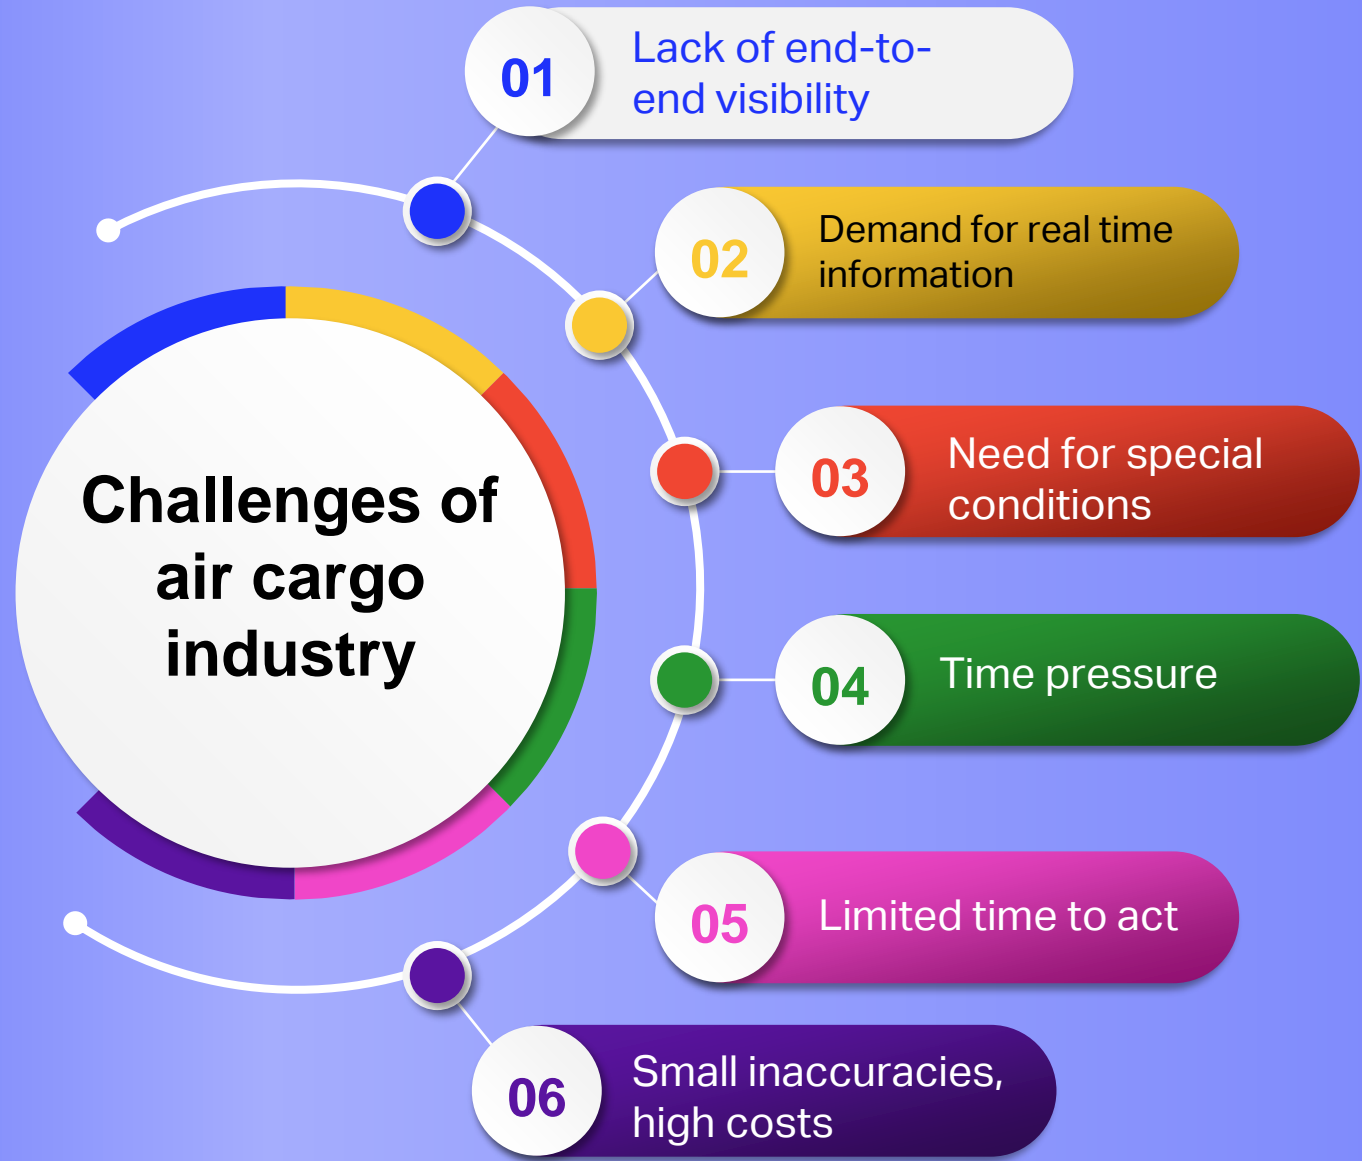 Challenges of
air cargo
industry
01
Lack of end-to-
end visibility
02
Demand for real time
information
03
Need for special
conditions
04
Time pressure
05
Limited time to act
06
Small inaccuracies,
high costs